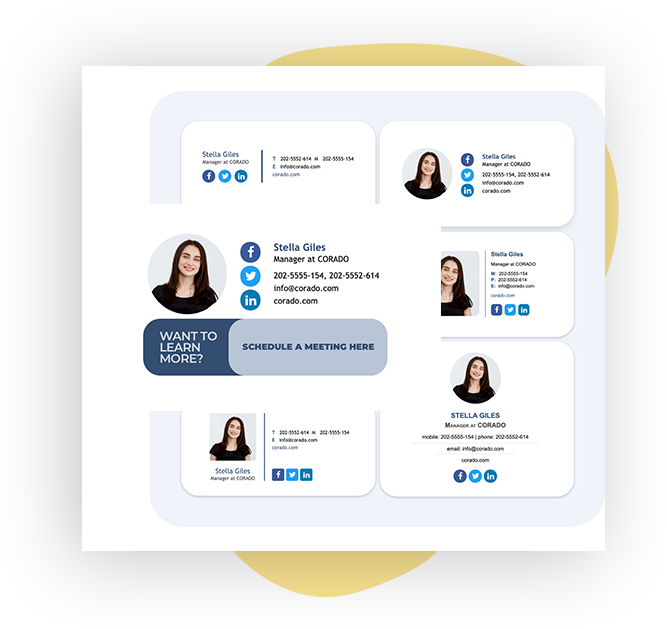 Stella Giles
Manager at CORADO
T 202-5552-614 M 202-5555-154
E info@corado.com
corado.com
Stella Giles
Manager at CORADO
202-5555-154, 202-5552-614
info@corado.com
corado.com
Stella Giles
Manager at CORADO
202-5555-154, 202-5552-614
info@corado.com
corado.com
WANT TO
LEARN
MORE?
SCHEDULE A MEETING HERE
Stella Giles
Manager at CORADO
M: 202-5555-154
P: 202-5552-614
E: info@corado.com
corado.com
T 202-5552-614 M 202-5555-154
E info@corado.com
corado.com
Stella Giles
Manager at CORADO
STELLA GILES
MANAGER AT CORADO
mobile: 202-5555-154 | phone: 202-5552-614
email: info@corado.com
corado.com